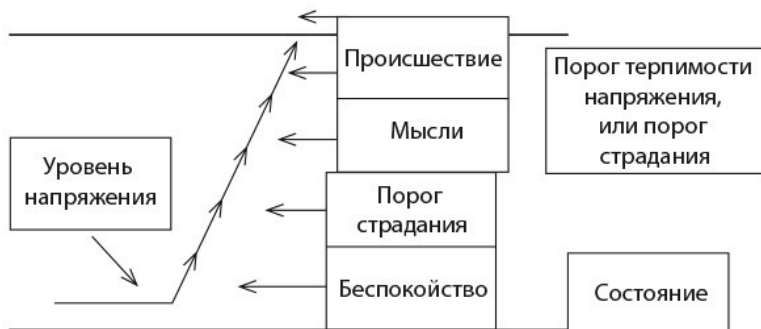 Происшествие
Порог терпимости
напряжения,
или порог
страдания
Мысли
Уровень
напряжения
Порог
страдания
Беспокойство
Состояние